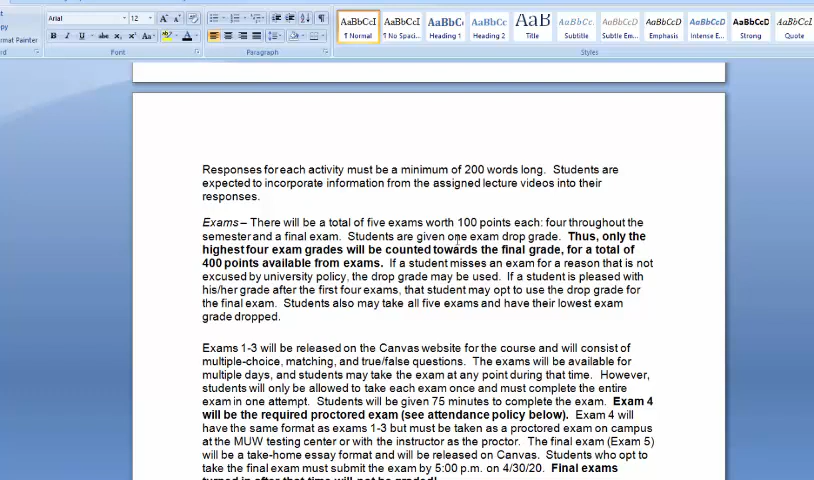 Format Painter
Arial
12
Font
Paragraph
AaBbCcI AaBbCcI AaBbC AaBbCc AaB AaBbCc. AaBbCcD AaBbCcD AaBbCcL AaBbCcD AaBbCcl
¶ Normal ¶ No Spaci... Heading 1 Heading 2 Title Subtitle Subtle Em... Emphasis Intense E... Strong Quote
Styles
Responses for each activity must be a minimum of 200 words long. Students are
expected to incorporate information from the assigned lecture videos into their
responses.
Exams – There will be a total of five exams worth 100 points each: four throughout the
semester and a final exam. Students are given one exam drop grade. Thus, only the
highest four exam grades will be counted towards the final grade, for a total of
400 points available from exams. If a student misses an exam for a reason that is not
excused by university policy, the drop grade may be used. If a student is pleased with
his/her grade after the first four exams, that student may opt to use the drop grade for
the final exam. Students also may take all five exams and have their lowest exam
grade dropped.
Exams 1-3 will be released on the Canvas website for the course and will consist of
multiple-choice, matching, and true/false questions. The exams will be available for
multiple days, and students may take the exam at any point during that time. However,
students will only be allowed to take each exam once and must complete the entire
exam in one attempt. Students will be given 75 minutes to complete the exam. Exam 4
will be the required proctored exam (see attendance policy below). Exam 4 will
have the same format as exams 1-3 but must be taken as a proctored exam on campus
at the MUW testing center or with the instructor as the proctor. The final exam (Exam 5)
will be a take-home essay format and will be released on Canvas. Students who opt to
take the final exam must submit the exam by 5:00 p.m. on 4/30/20. Final exams
turned in after that time will not be graded!